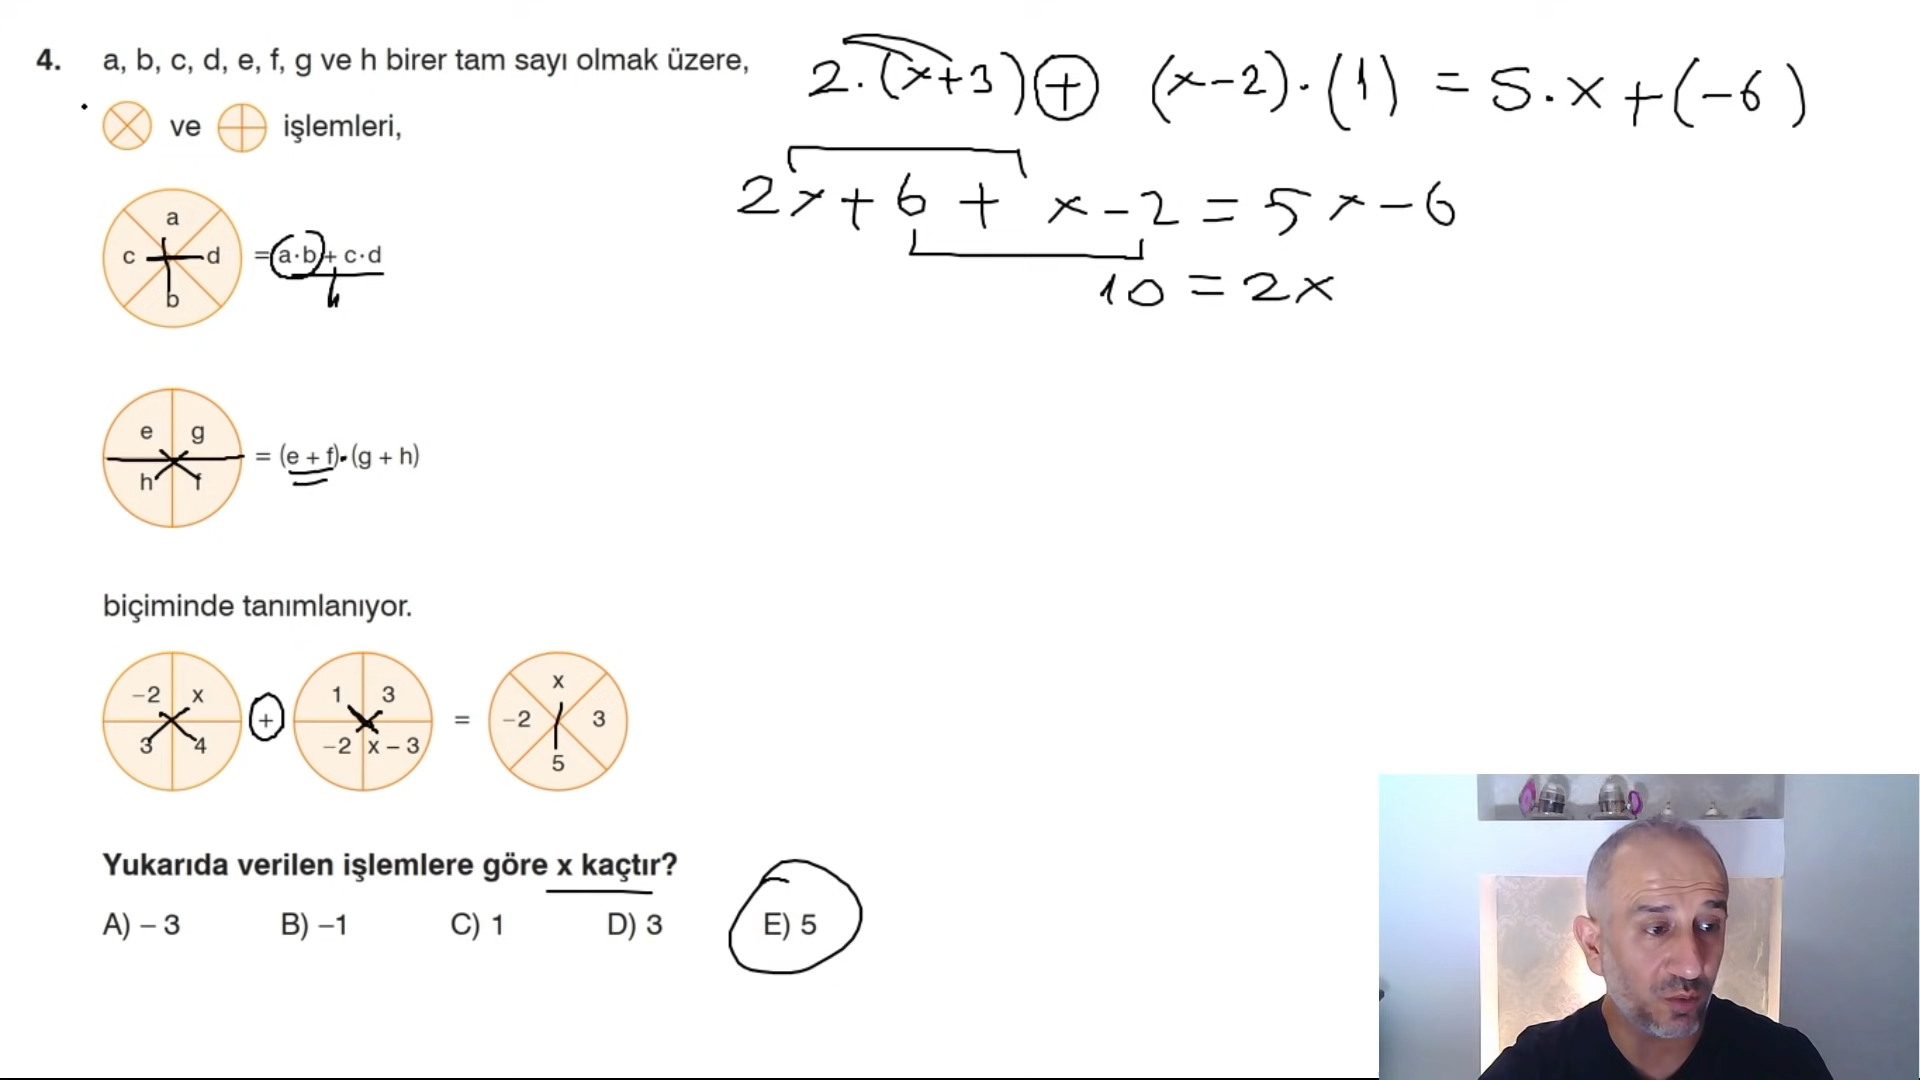 4. a, b, c, d, e, f, g ve h birer tam sayı olmak üzere,
ve işlemleri,
a
c d
b
= a·b + c·d
h
e g
h f
= (e + f)·(g + h)
biçiminde tanımlanıyor.
−2 x
3 4
+
1 3
−2 x − 3
=
x
−2 3
5
Yukarıda verilen işlemlere göre x kaçtır?
A) − 3 B) −1 C) 1 D) 3 E) 5
2.(x+3) + (x−2).(1) = 5.x+(−6)
2x+6 + x−2 = 5x−6
10 = 2x